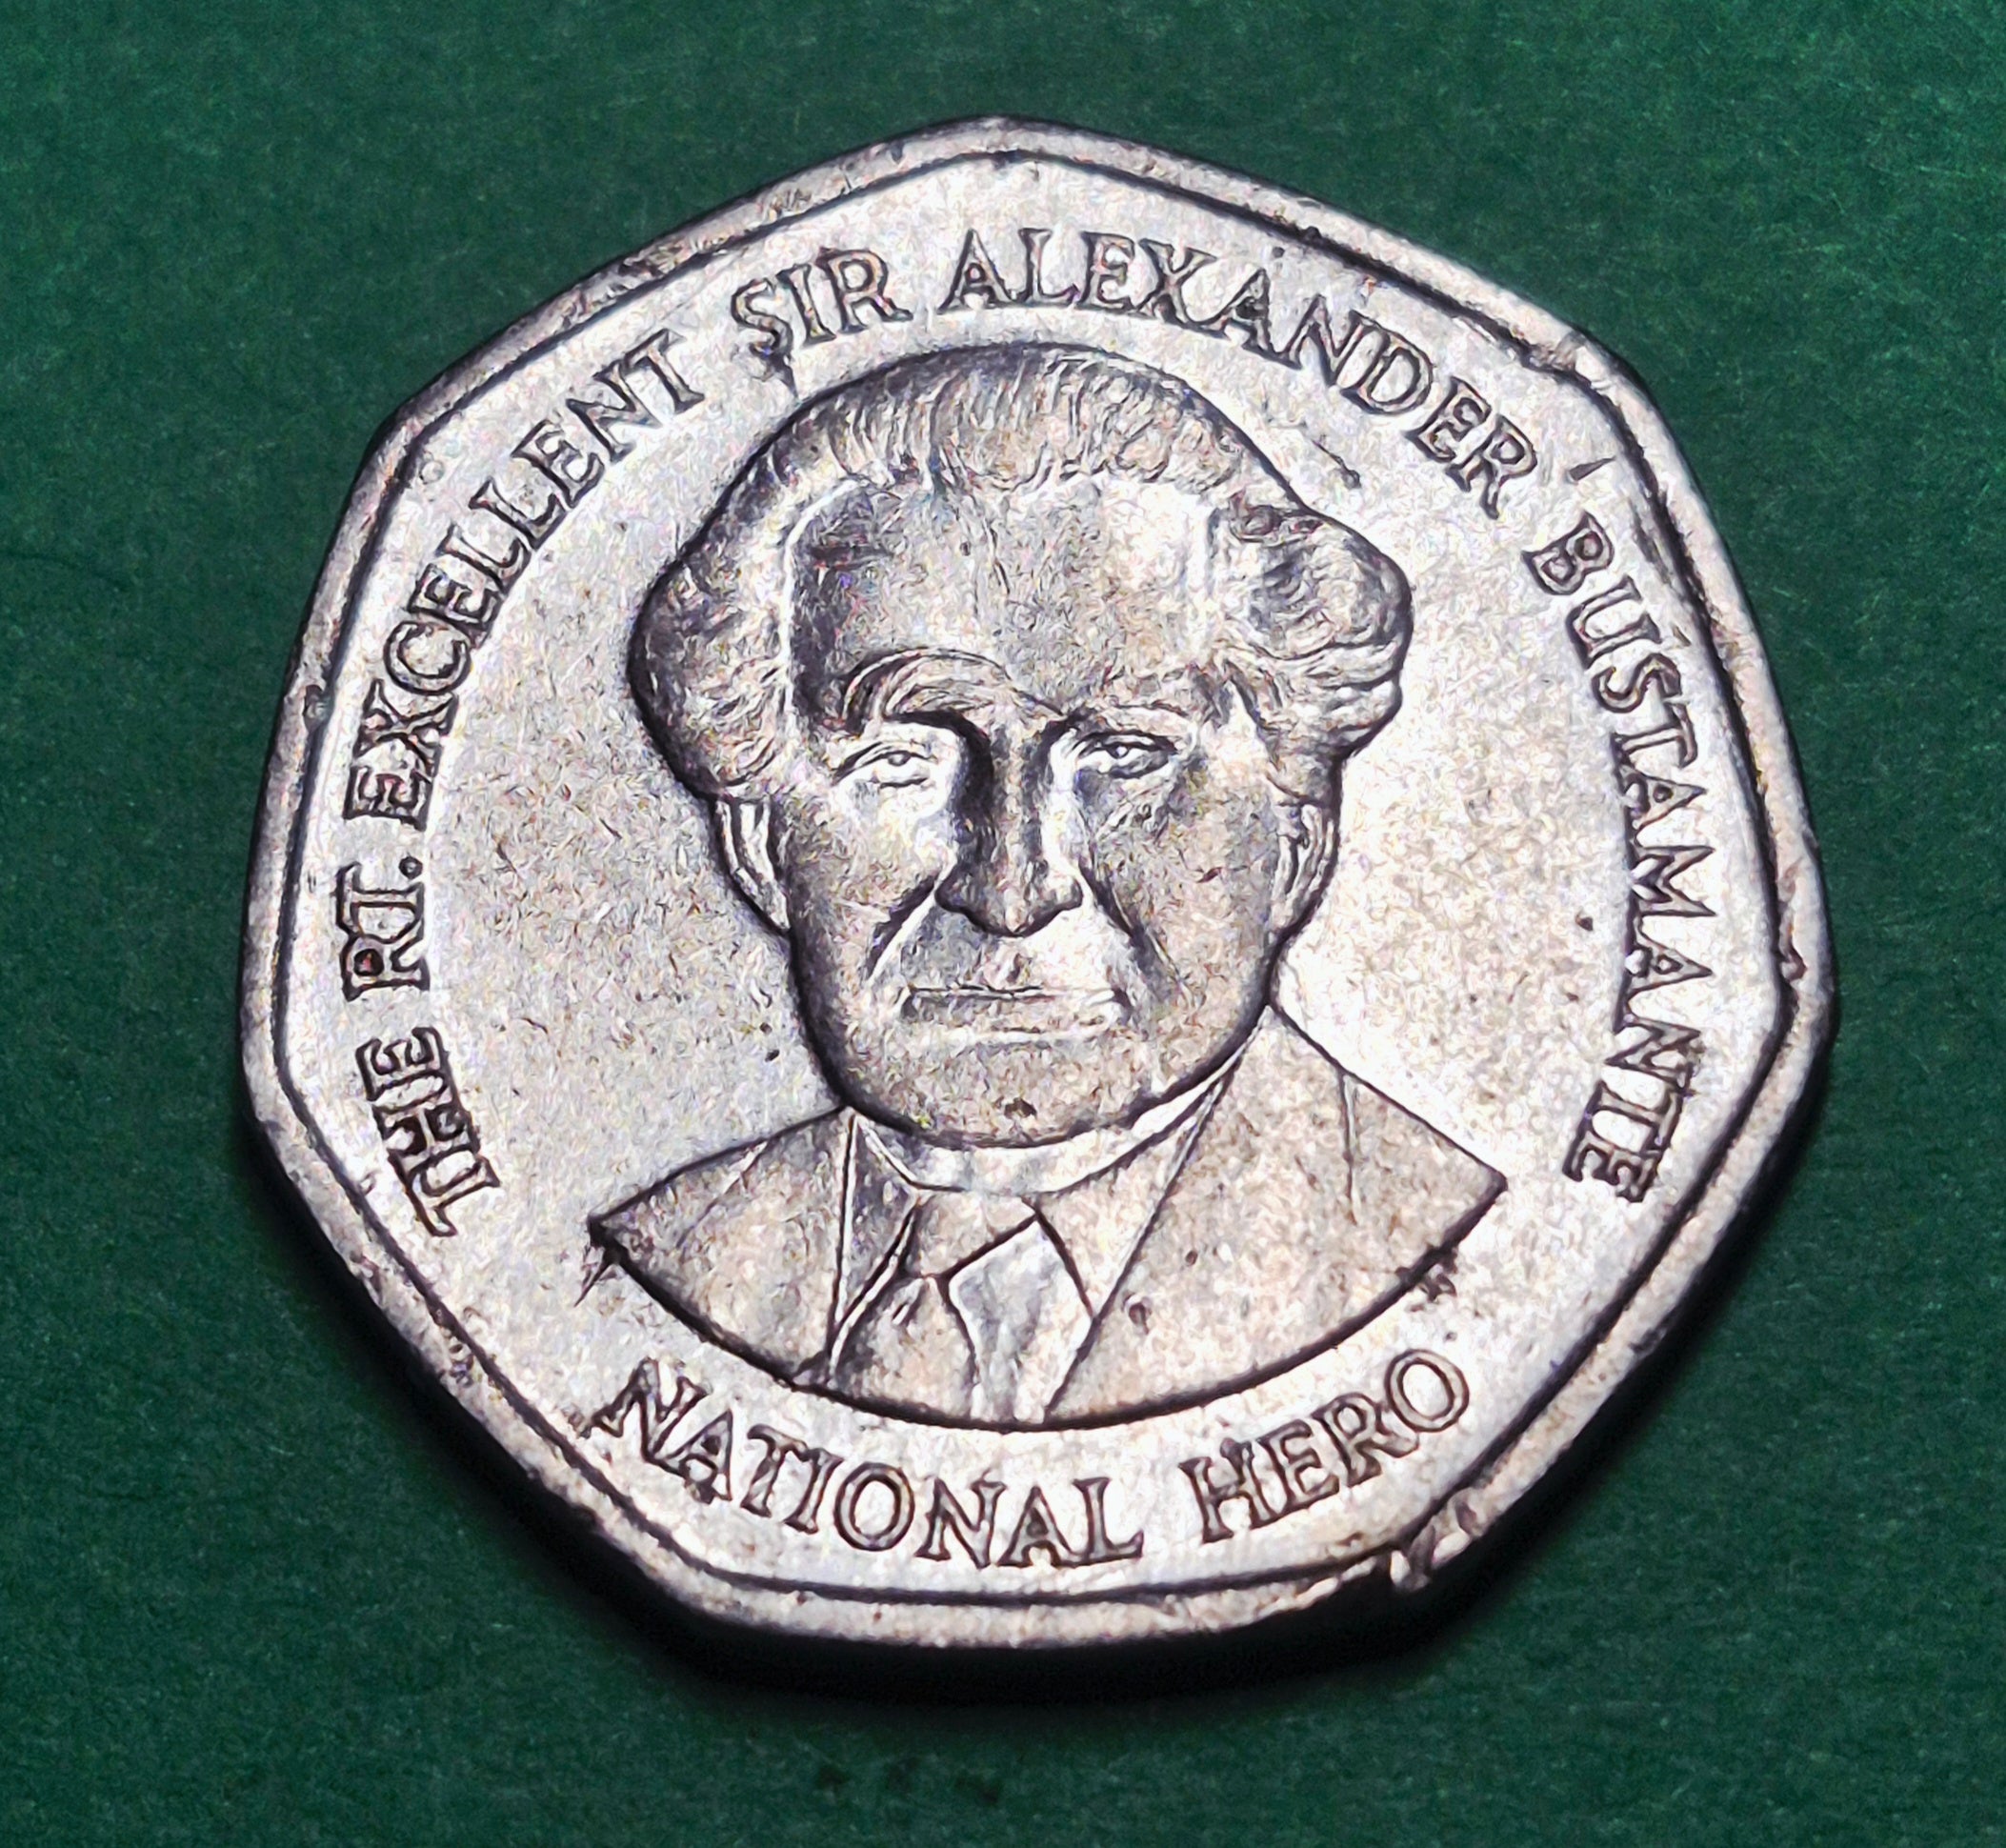 THE RT. EXCELLENT SIR ALEXANDER BUSTAMANTE
NATIONAL HERO